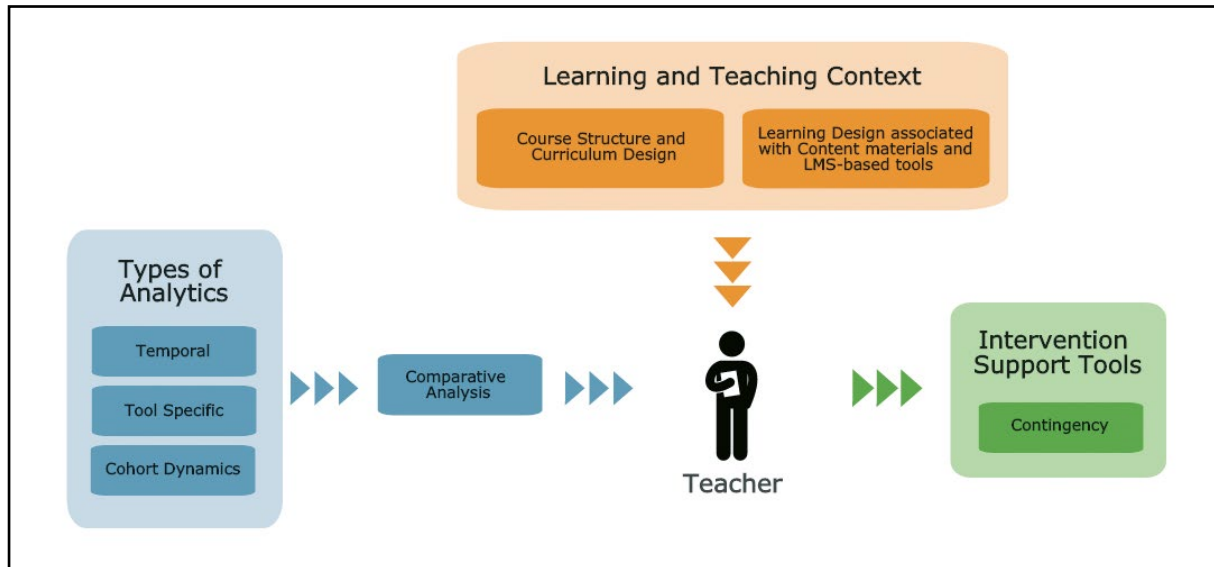 Learning and Teaching Context
Course Structure and
Curriculum Design
Learning Design associated
with Content materials and
LMS-based tools
Types of
Analytics
Temporal
Tool Specific
Cohort Dynamics
Comparative
Analysis
Teacher
Intervention
Support Tools
Contingency